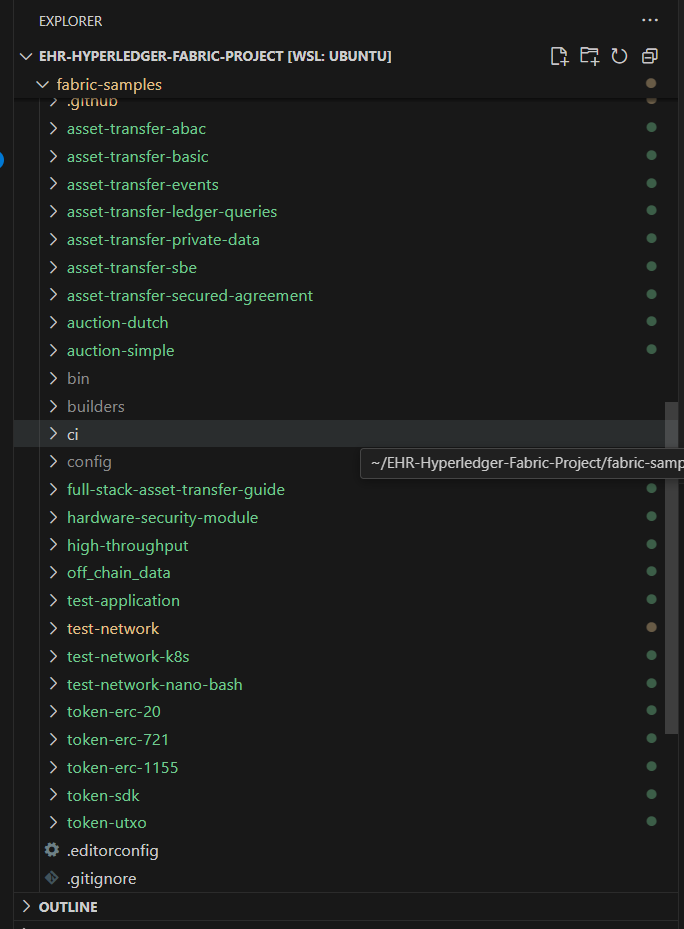 EXPLORER
EHR-HYPERLEDGER-FABRIC-PROJECT [WSL: UBUNTU]
fabric-samples
.github
asset-transfer-abac
asset-transfer-basic
asset-transfer-events
asset-transfer-ledger-queries
asset-transfer-private-data
asset-transfer-sbe
asset-transfer-secured-agreement
auction-dutch
auction-simple
bin
builders
ci
config
~/EHR-Hyperledger-Fabric-Project/fabric-samp
full-stack-asset-transfer-guide
hardware-security-module
high-throughput
off_chain_data
test-application
test-network
test-network-k8s
test-network-nano-bash
token-erc-20
token-erc-721
token-erc-1155
token-sdk
token-utxo
.editorconfig
.gitignore
OUTLINE